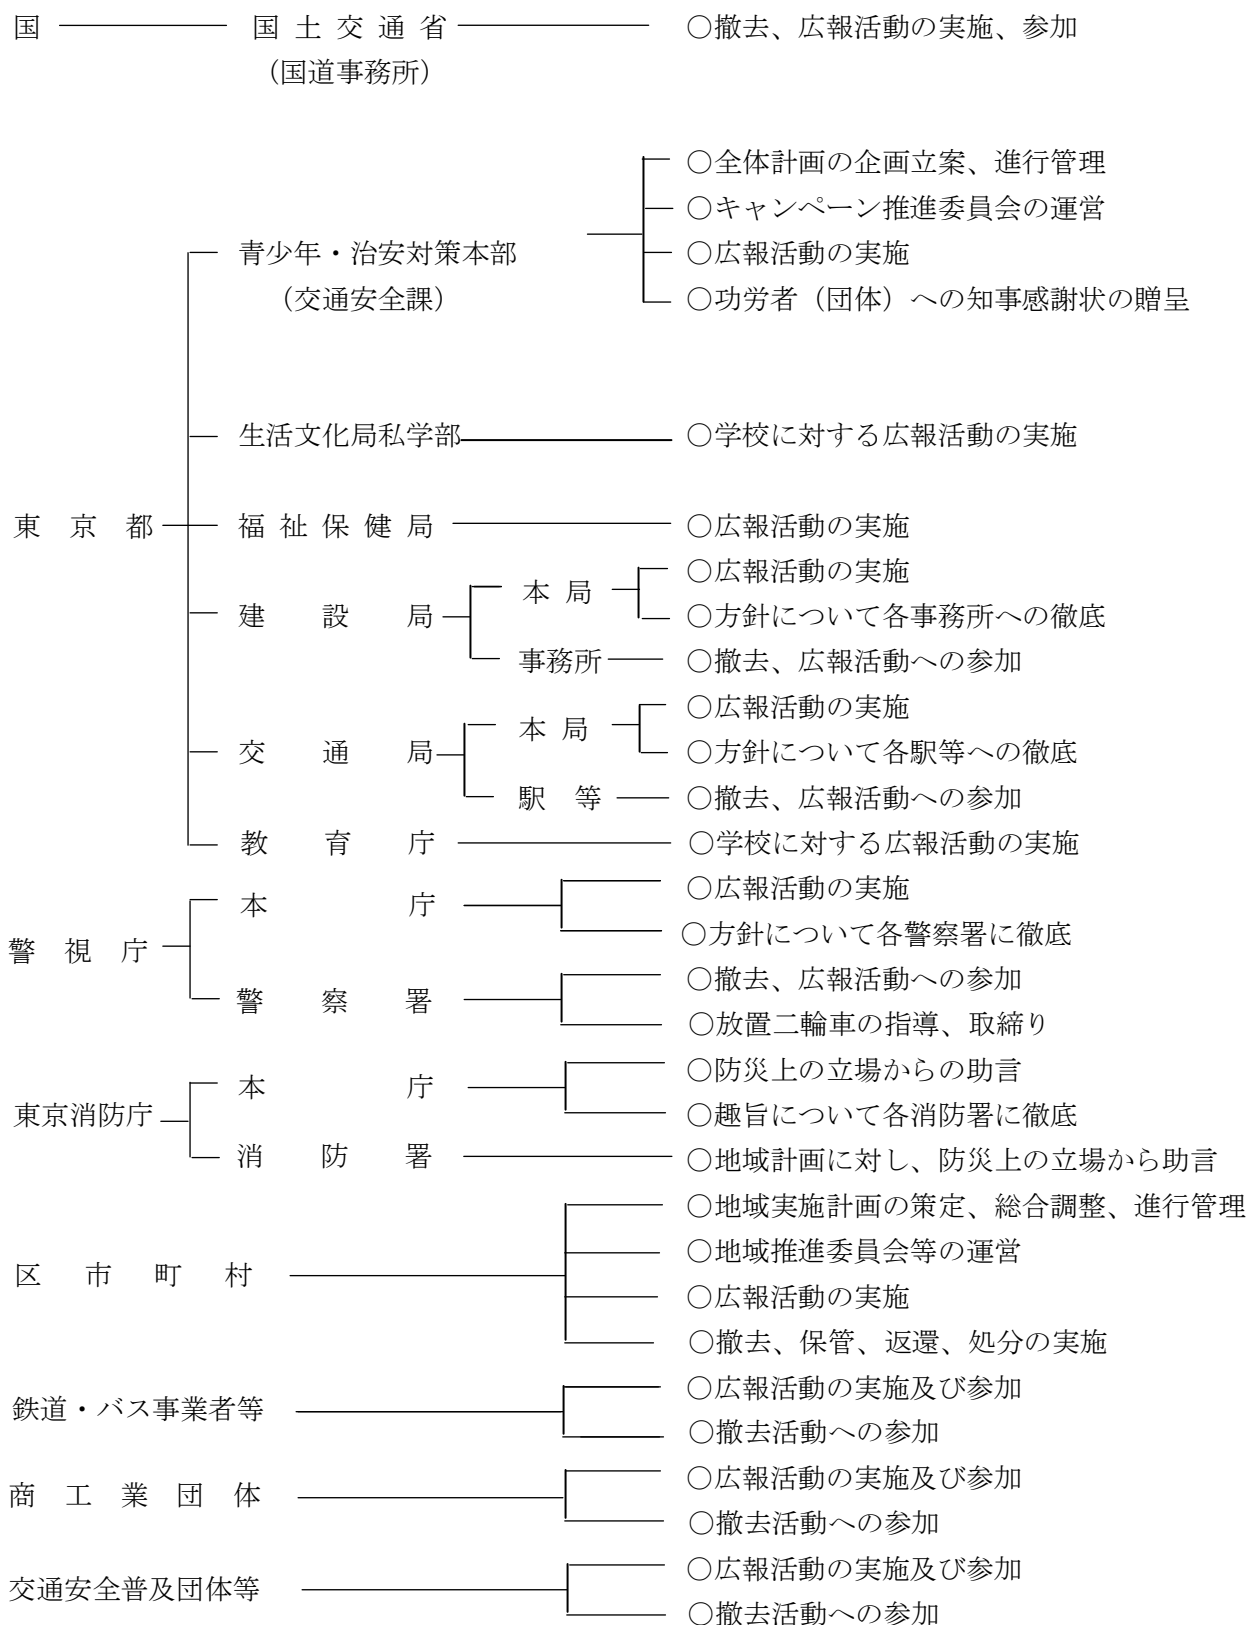 国 国土交通省 ○撤去、広報活動の実施、参加
（国道事務所）
○全体計画の企画立案、進行管理
○キャンペーン推進委員会の運営
青少年・治安対策本部 ○広報活動の実施
（交通安全課） ○功労者（団体）への知事感謝状の贈呈
生活文化局私学部 ○学校に対する広報活動の実施
東京都 福祉保健局 ○広報活動の実施
○広報活動の実施
本局
建設局 ○方針について各事務所への徹底
事務所 ○撤去、広報活動への参加
○広報活動の実施
本局
交通局 ○方針について各駅等への徹底
駅等 ○撤去、広報活動への参加
教育庁 ○学校に対する広報活動の実施
○広報活動の実施
本庁
○方針について各警察署に徹底
警視庁
○撤去、広報活動への参加
警察署
○放置二輪車の指導、取締り
○防災上の立場からの助言
本庁
東京消防庁 ○趣旨について各消防署に徹底
消防署 ○地域計画に対し、防災上の立場から助言
○地域実施計画の策定、総合調整、進行管理
○地域推進委員会等の運営
区市町村
○広報活動の実施
○撤去、保管、返還、処分の実施
○広報活動の実施及び参加
鉄道・バス事業者等
○撤去活動への参加
○広報活動の実施及び参加
商工業団体
○撤去活動への参加
○広報活動の実施及び参加
交通安全普及団体等
○撤去活動への参加